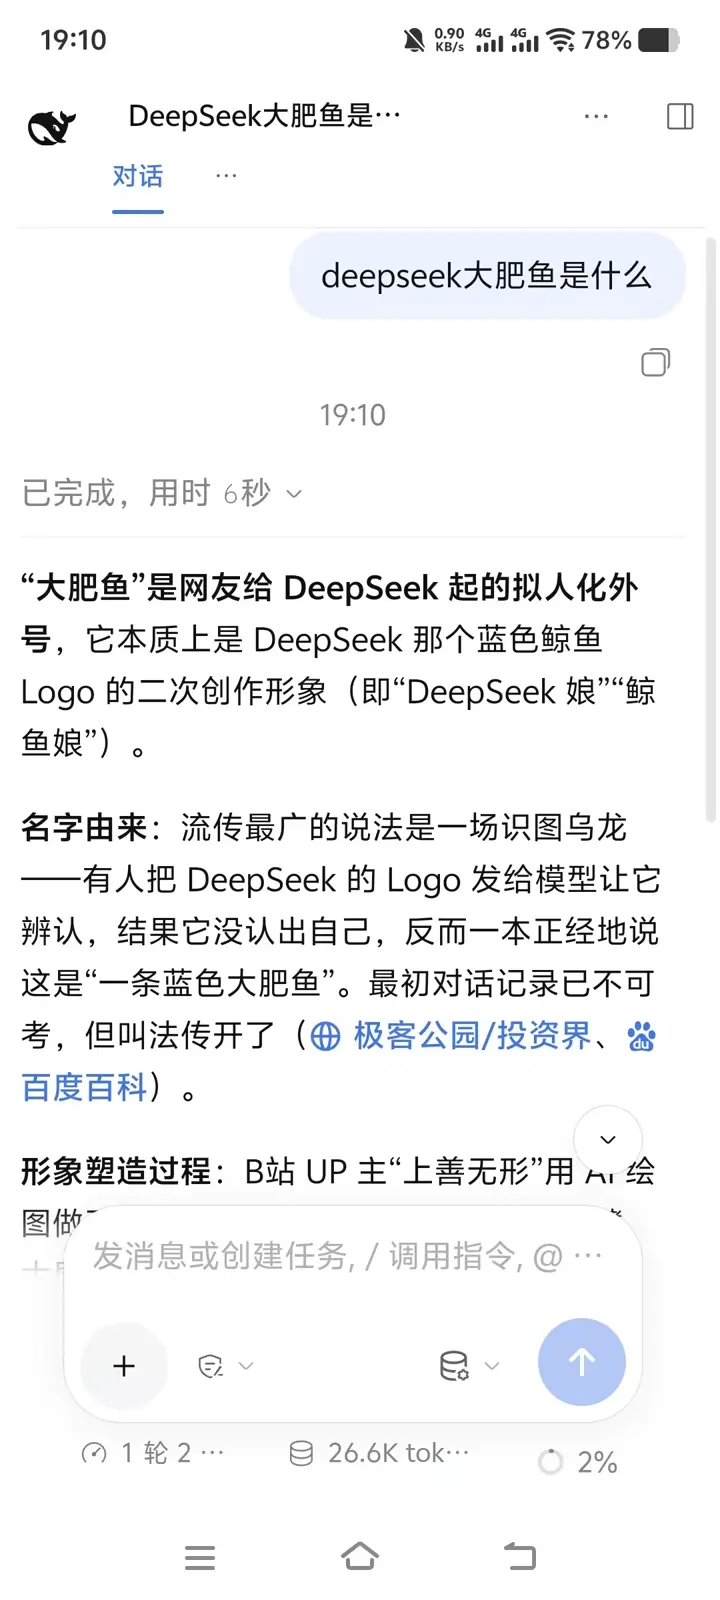 19:10
0.90 KB/s 4G 4G 78%
DeepSeek大肥鱼是…
对话 …
deepseek大肥鱼是什么
19:10
已完成，用时 6秒
“大肥鱼”是网友给 DeepSeek 起的拟人化外
号，它本质上是 DeepSeek 那个蓝色鲸鱼
Logo 的二次创作形象（即“DeepSeek 娘”“鲸
鱼娘”）。
名字由来：流传最广的说法是一场识图乌龙
——有人把 DeepSeek 的 Logo 发给模型让它
辨认，结果它没认出自己，反而一本正经地说
这是“一条蓝色大肥鱼”。最初对话记录已不可
考，但叫法传开了（极客公园/投资界、du
百度百科）。
形象塑造过程：B站 UP 主“上善无形”用 AI 绘
图做
发消息或创建任务, / 调用指令, @ …
1 轮 2 … 26.6K tok… 2%